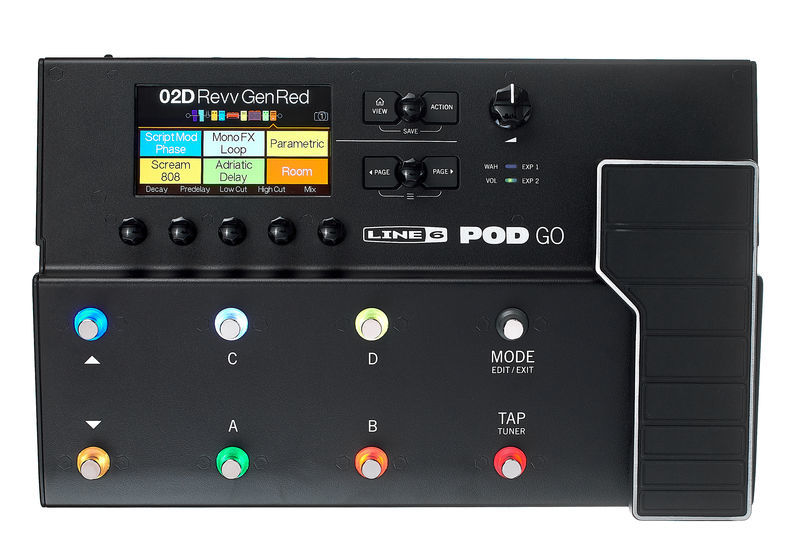 02D Revv Gen Red
Script Mod
Phase
Mono FX
Loop
Parametric
Scream
808
Adriatic
Delay
Room
Decay Predelay Low Cut High Cut Mix
VIEW
ACTION
SAVE
PAGE
PAGE
WAH EXP 1
VOL EXP 2
LINE 6 POD GO
C
D
MODE
EDIT / EXIT
A
B
TAP
TUNER